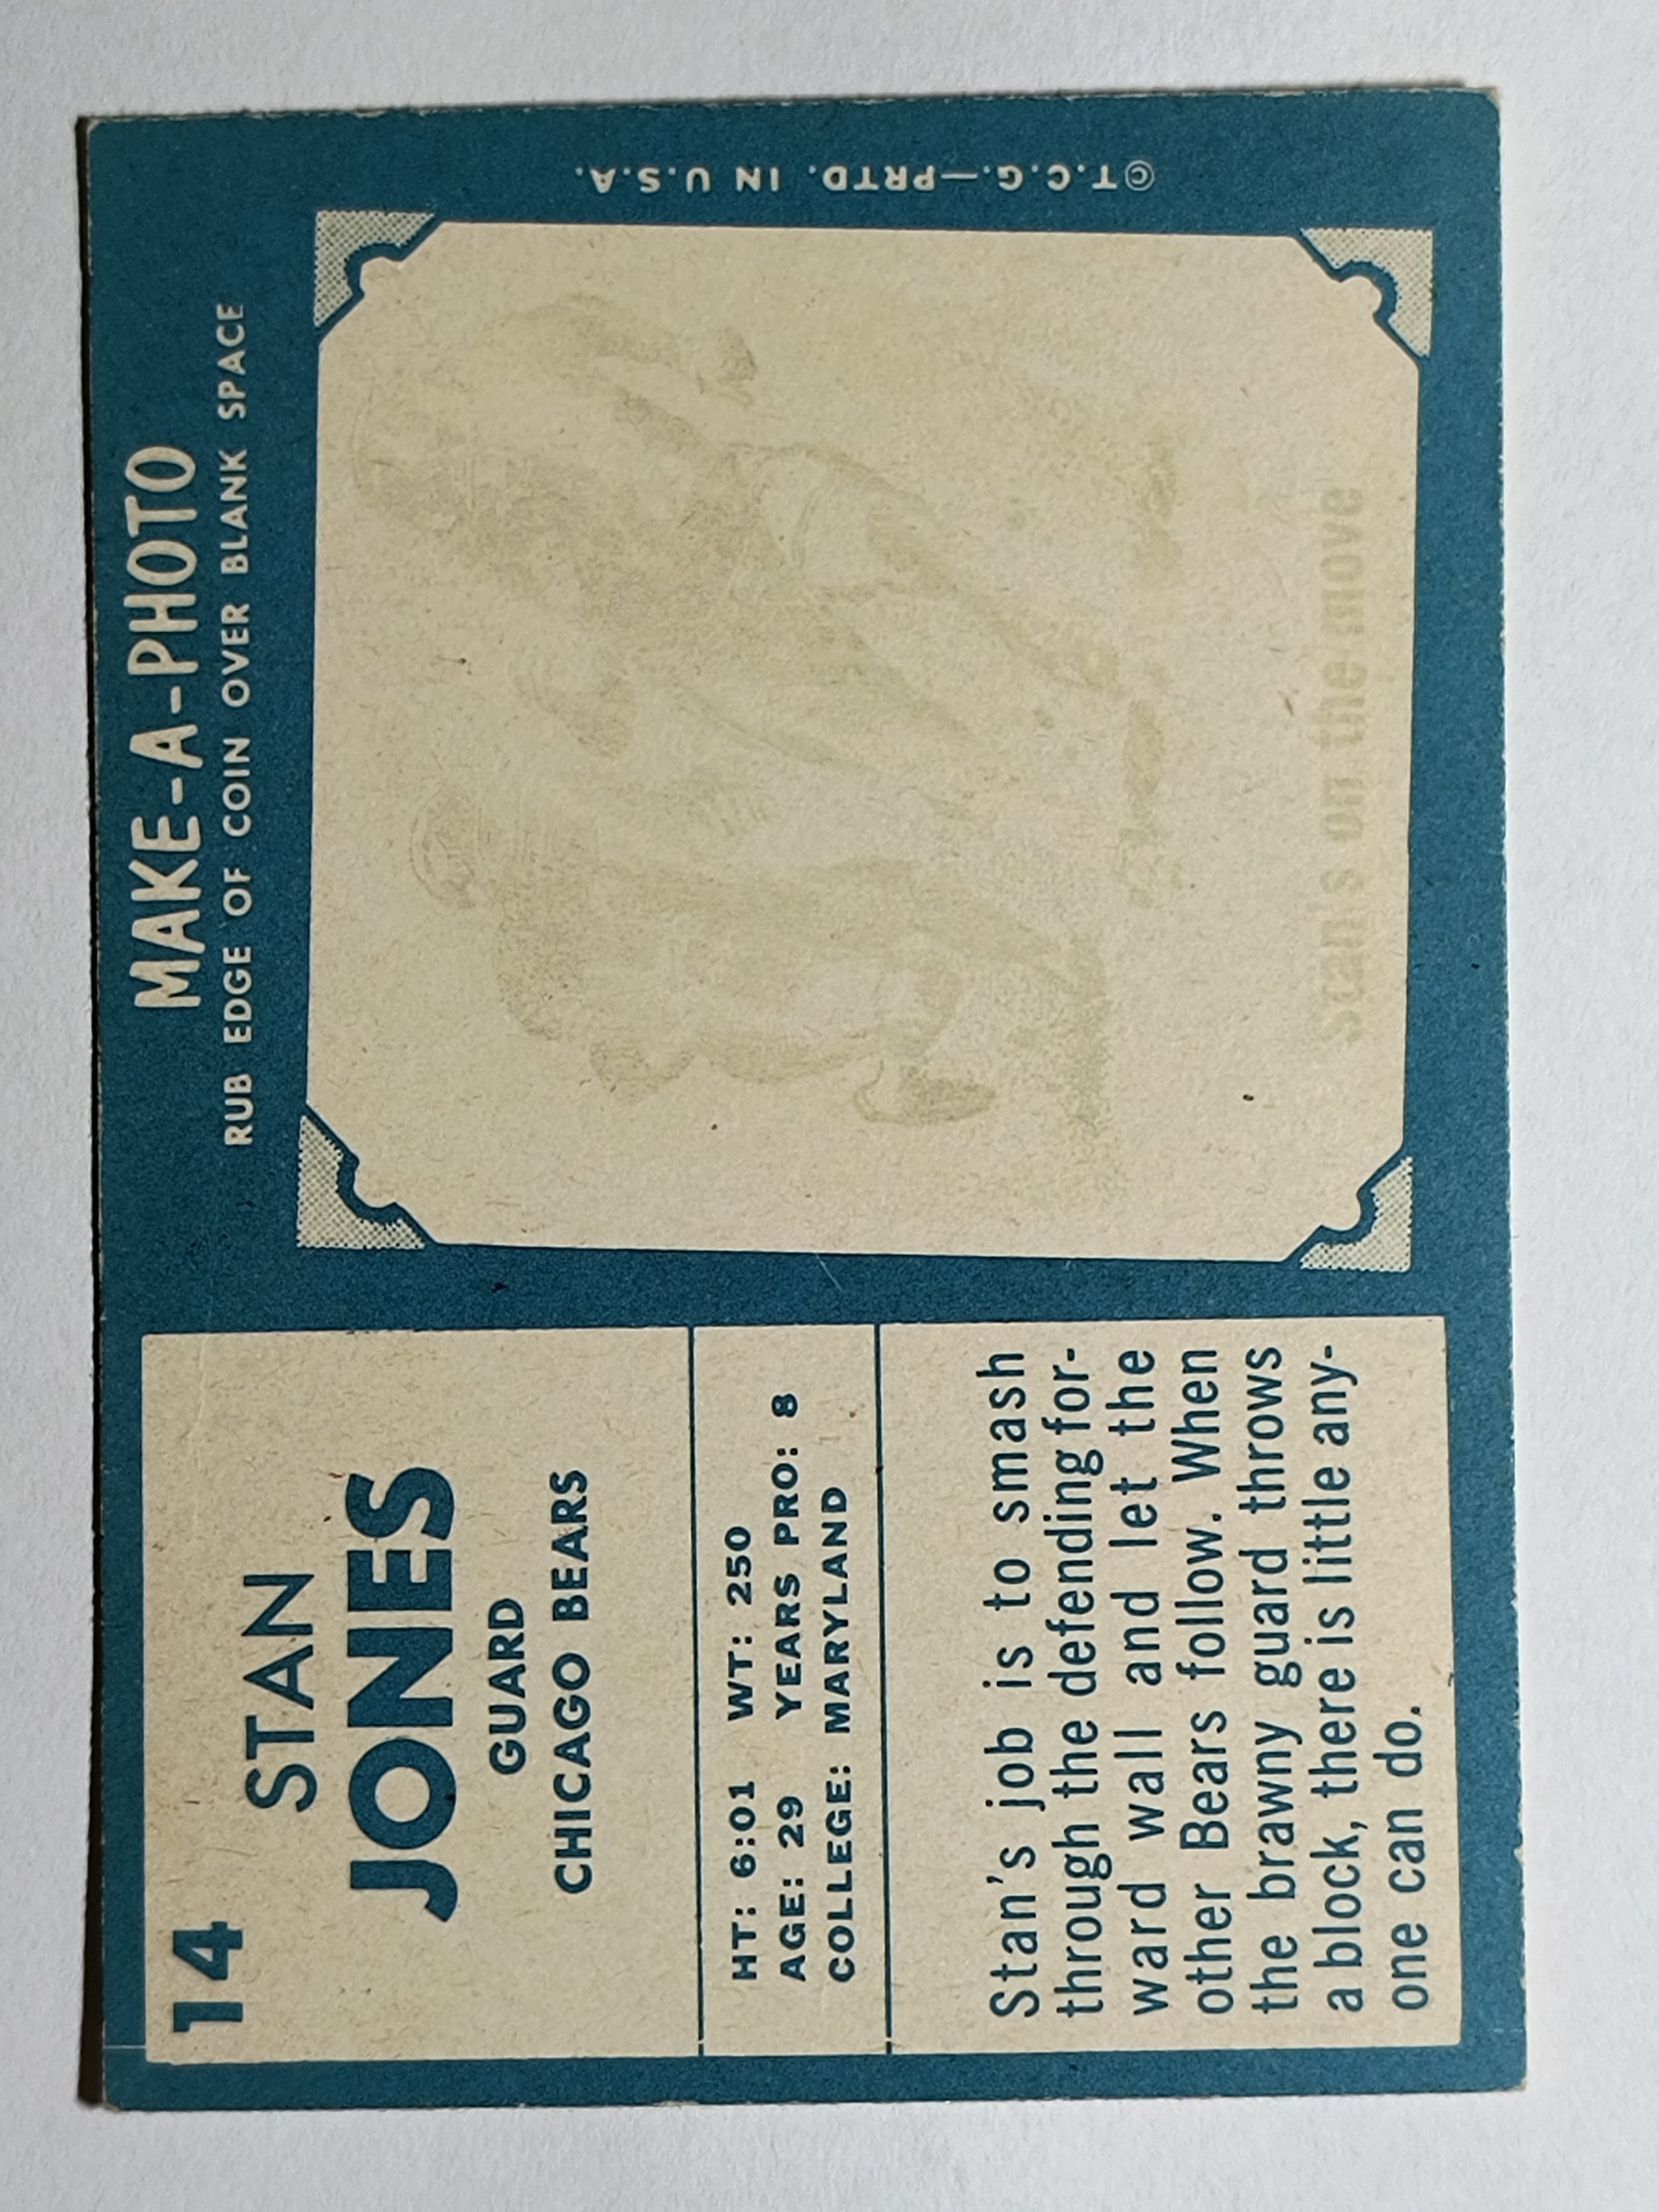 14
STAN
JONES
GUARD
CHICAGO BEARS
HT: 6:01 WT: 250
AGE: 29 YEARS PRO: 8
COLLEGE: MARYLAND
Stan's job is to smash
through the defending for-
ward wall and let the
other Bears follow. When
the brawny guard throws
a block, there is little any-
one can do.
MAKE-A-PHOTO
RUB EDGE OF COIN OVER BLANK SPACE
Stan's on the move
©T.C.G.—PRTD. IN U.S.A.